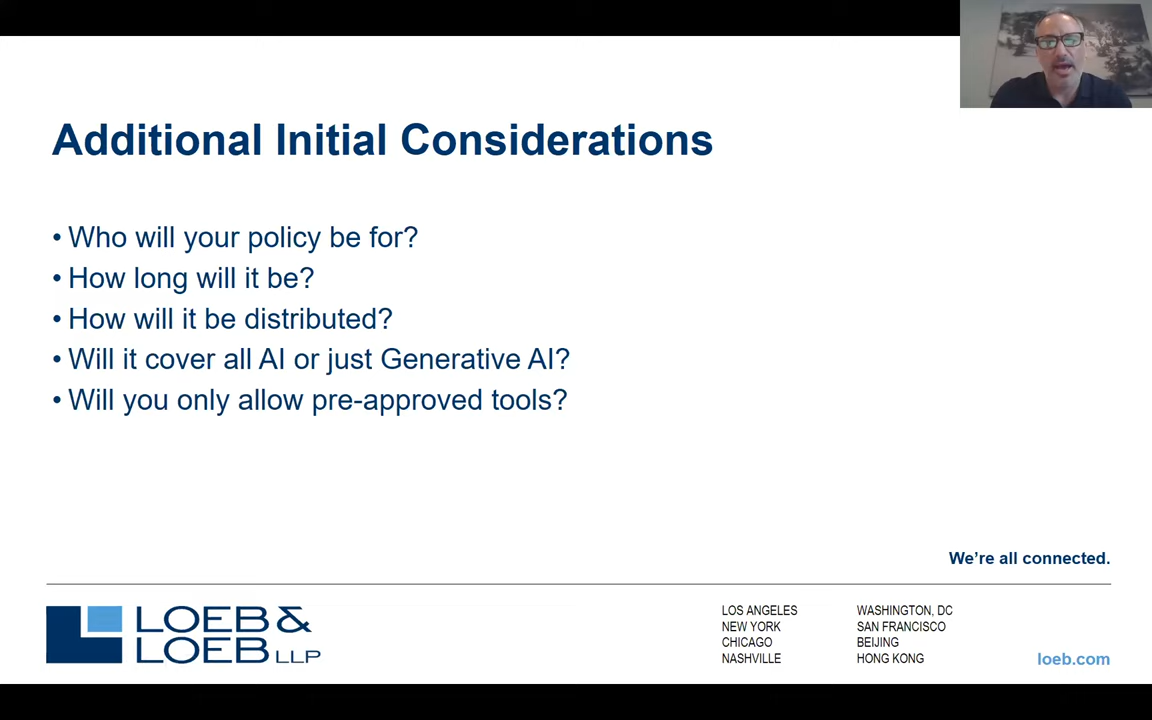 Additional Initial Considerations
• Who will your policy be for?
• How long will it be?
• How will it be distributed?
• Will it cover all AI or just Generative AI?
• Will you only allow pre-approved tools?
We’re all connected.
LOEB &
LOEB LLP
LOS ANGELES
NEW YORK
CHICAGO
NASHVILLE
WASHINGTON, DC
SAN FRANCISCO
BEIJING
HONG KONG
loeb.com